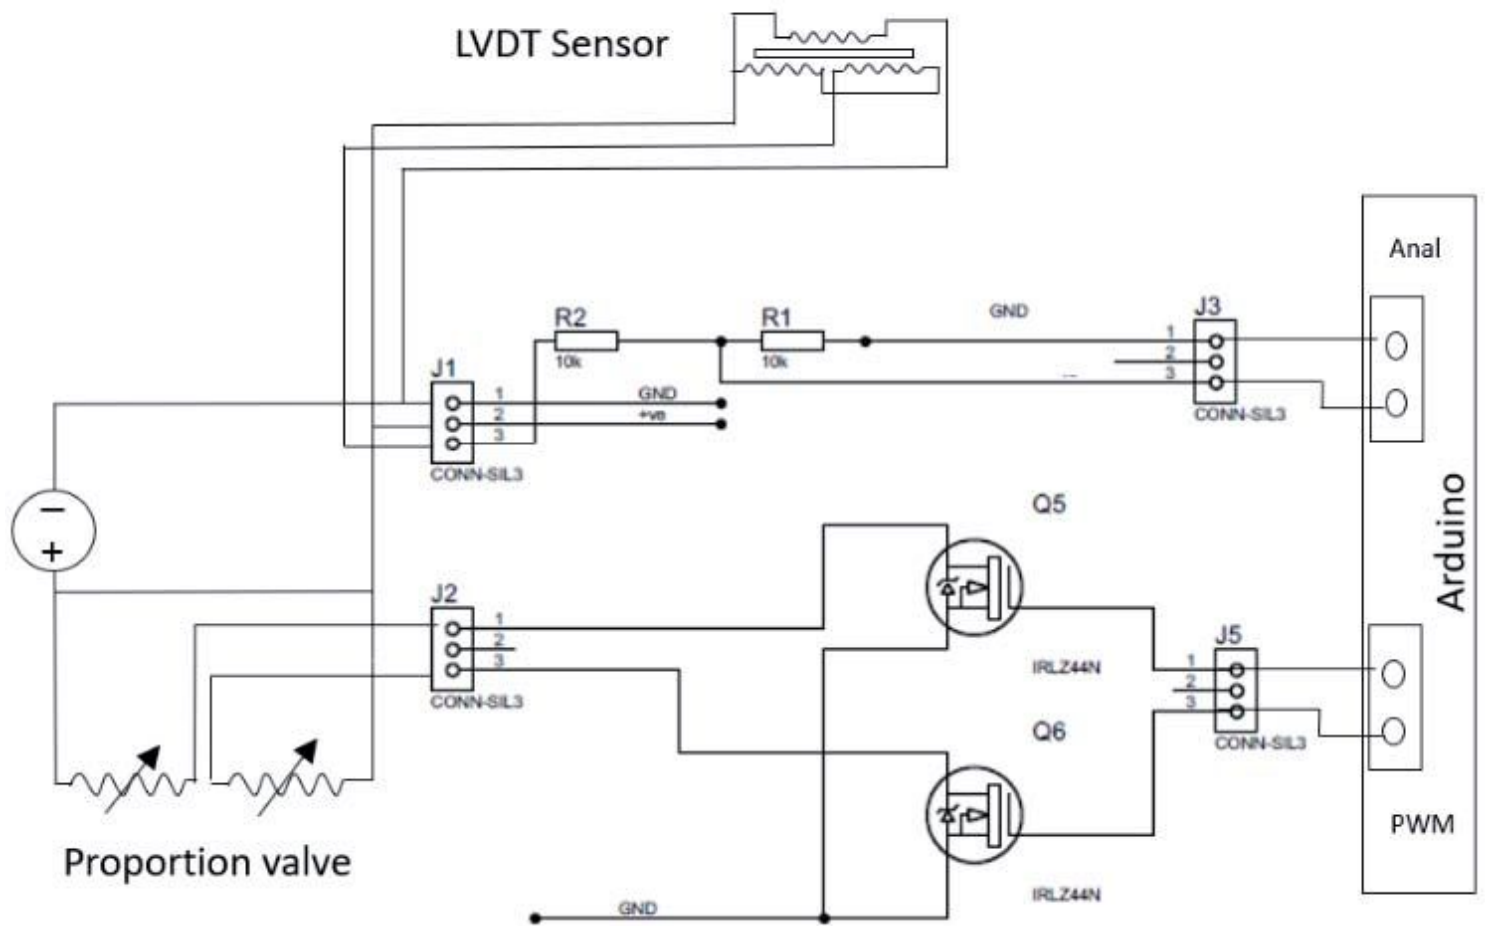 LVDT Sensor
Anal
R2
10k
R1
10k
GND
J3
1
2
3
CONN-SIL3
J1
1
2
3
GND
+ve
CONN-SIL3
Arduino
Q5
IRLZ44N
J2
1
2
3
CONN-SIL3
J5
1
2
3
CONN-SIL3
Q6
IRLZ44N
PWM
Proportion valve
GND